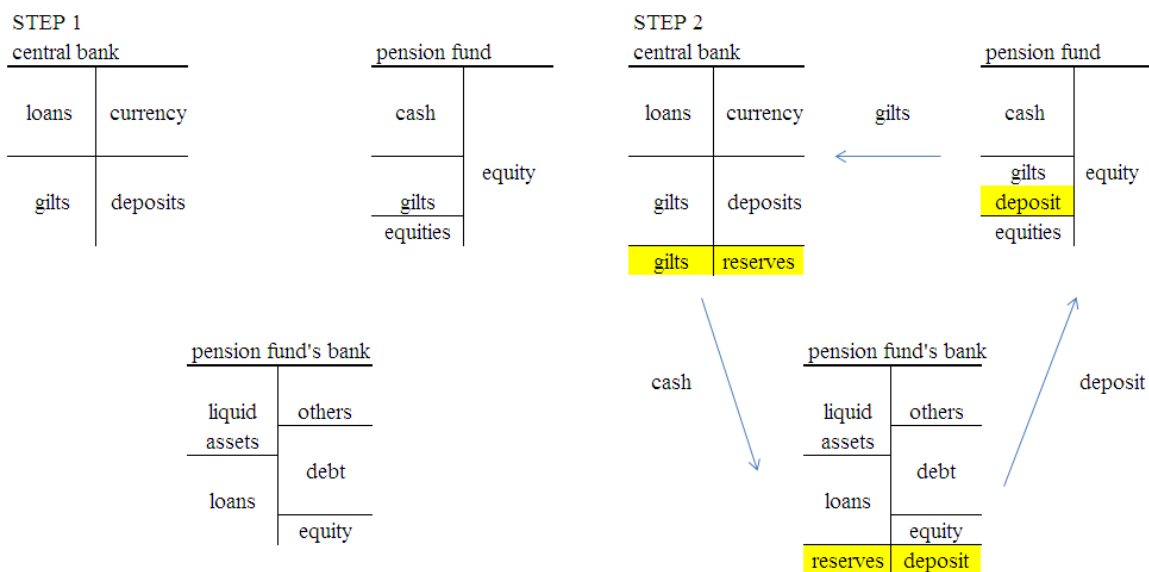 STEP 1
central bank
pension fund
loans
currency
cash
equity
gilts
deposits
gilts
equities
pension fund's bank
liquid
assets
others
debt
loans
equity
STEP 2
central bank
pension fund
loans
currency
gilts
cash
gilts
equity
gilts
deposits
deposit
equities
gilts
reserves
cash
deposit
pension fund's bank
liquid
assets
others
debt
loans
equity
reserves
deposit